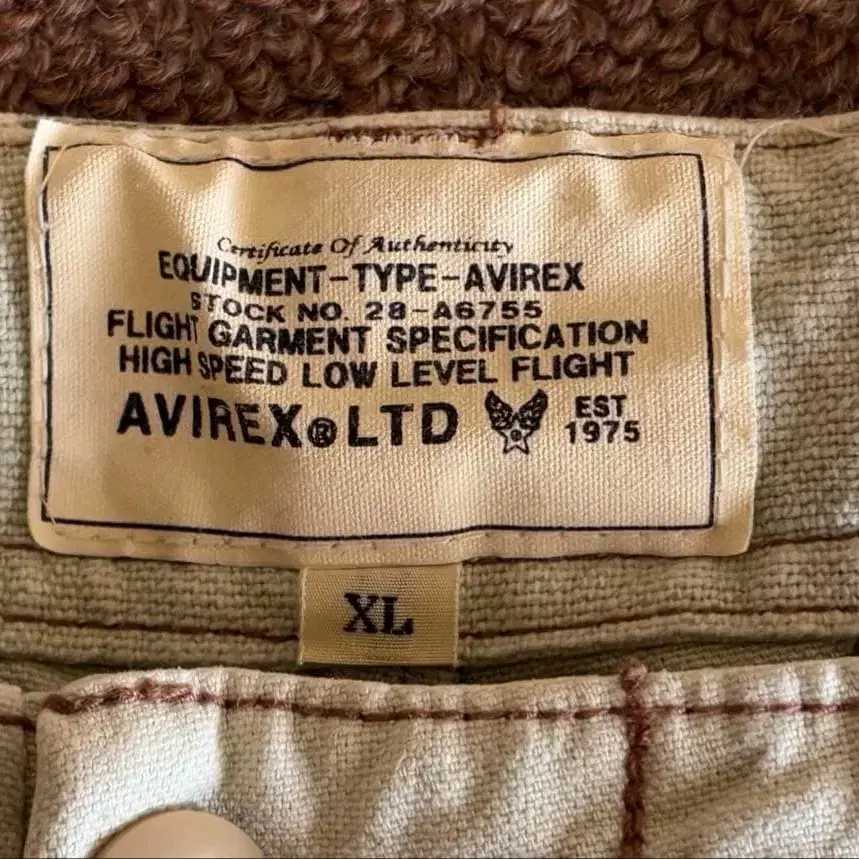 Certificate Of Authenticity
EQUIPMENT-TYPE-AVIREX
STOCK NO. 28-A6755
FLIGHT GARMENT SPECIFICATION
HIGH SPEED LOW LEVEL FLIGHT
AVIREX®LTD EST 1975
XL